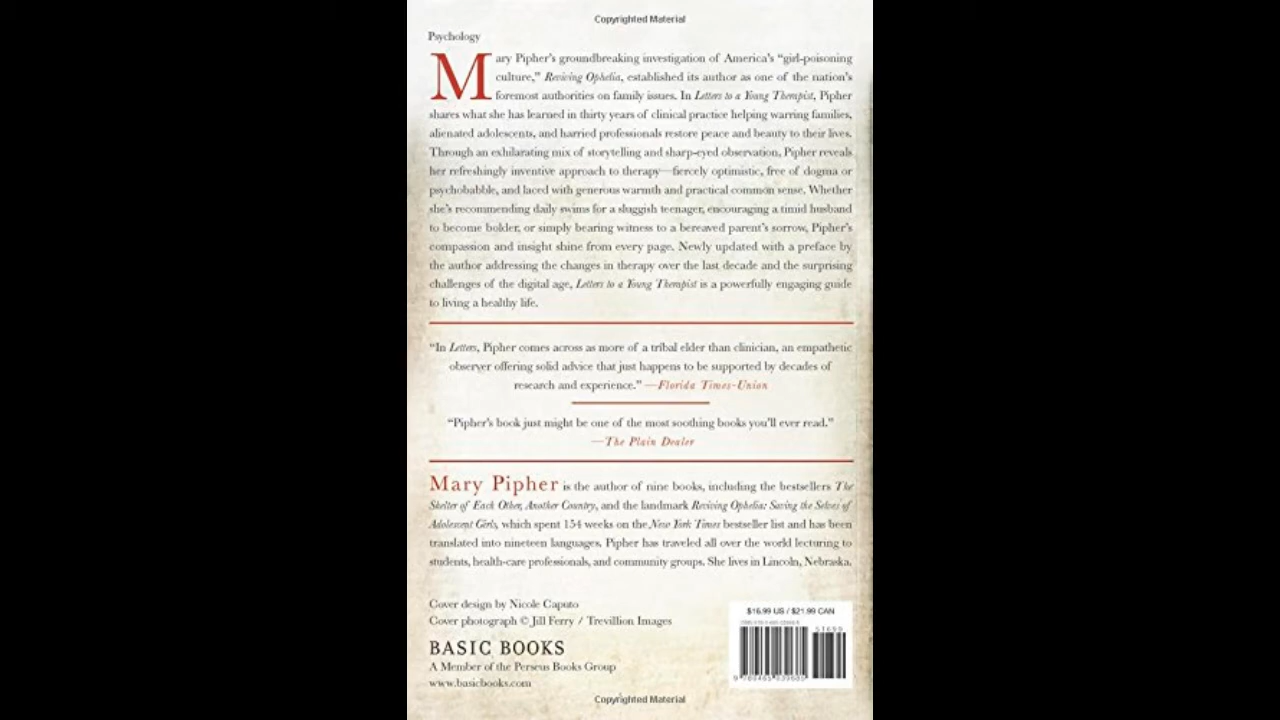 Copyrighted Material
Psychology
Mary Pipher's groundbreaking investigation of America's "girl-poisoning
culture," Reviving Ophelia, established its author as one of the nation's
foremost authorities on family issues. In Letters to a Young Therapist, Pipher
shares what she has learned in thirty years of clinical practice helping warring families,
alienated adolescents, and harried professionals restore peace and beauty to their lives.
Through an exhilarating mix of storytelling and sharp-eyed observation, Pipher reveals
her refreshingly inventive approach to therapy—fiercely optimistic, free of dogma or
psychobabble, and laced with generous warmth and practical common sense. Whether
she's recommending daily swims for a sluggish teenager, encouraging a timid husband
to become bolder, or simply bearing witness to a bereaved parent's sorrow, Pipher's
compassion and insight shine from every page. Newly updated with a preface by
the author addressing the changes in therapy over the last decade and the surprising
challenges of the digital age, Letters to a Young Therapist is a powerfully engaging guide
to living a healthy life.
"In Letters, Pipher comes across as more of a tribal elder than clinician, an empathetic
observer offering solid advice that just happens to be supported by decades of
research and experience." —Florida Times-Union
"Pipher's book just might be one of the most soothing books you'll ever read."
—The Plain Dealer
Mary Pipher is the author of nine books, including the bestsellers The
Shelter of Each Other, Another Country, and the landmark Reviving Ophelia: Saving the Selves of
Adolescent Girls, which spent 154 weeks on the New York Times bestseller list and has been
translated into nineteen languages. Pipher has traveled all over the world lecturing to
students, health-care professionals, and community groups. She lives in Lincoln, Nebraska.
Cover design by Nicole Caputo
Cover photograph © Jill Ferry / Trevillion Images
BASIC BOOKS
A Member of the Perseus Books Group
www.basicbooks.com
$16.99 US / $21.99 CAN
51699
9 780465 039685
Copyrighted Material